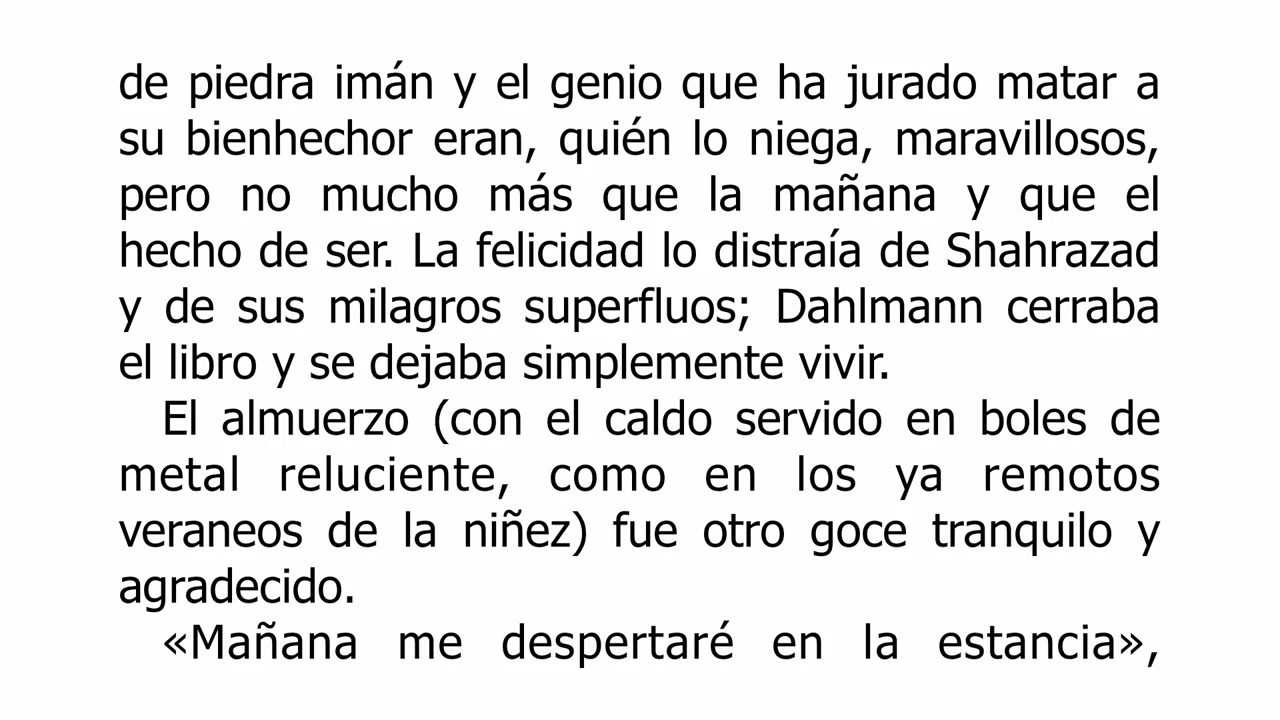 de piedra imán y el genio que ha jurado matar a
su bienhechor eran, quién lo niega, maravillosos,
pero no mucho más que la mañana y que el
hecho de ser. La felicidad lo distraía de Shahrazad
y de sus milagros superfluos; Dahlmann cerraba
el libro y se dejaba simplemente vivir.
El almuerzo (con el caldo servido en boles de
metal reluciente, como en los ya remotos
veraneos de la niñez) fue otro goce tranquilo y
agradecido.
«Mañana me despertaré en la estancia»,